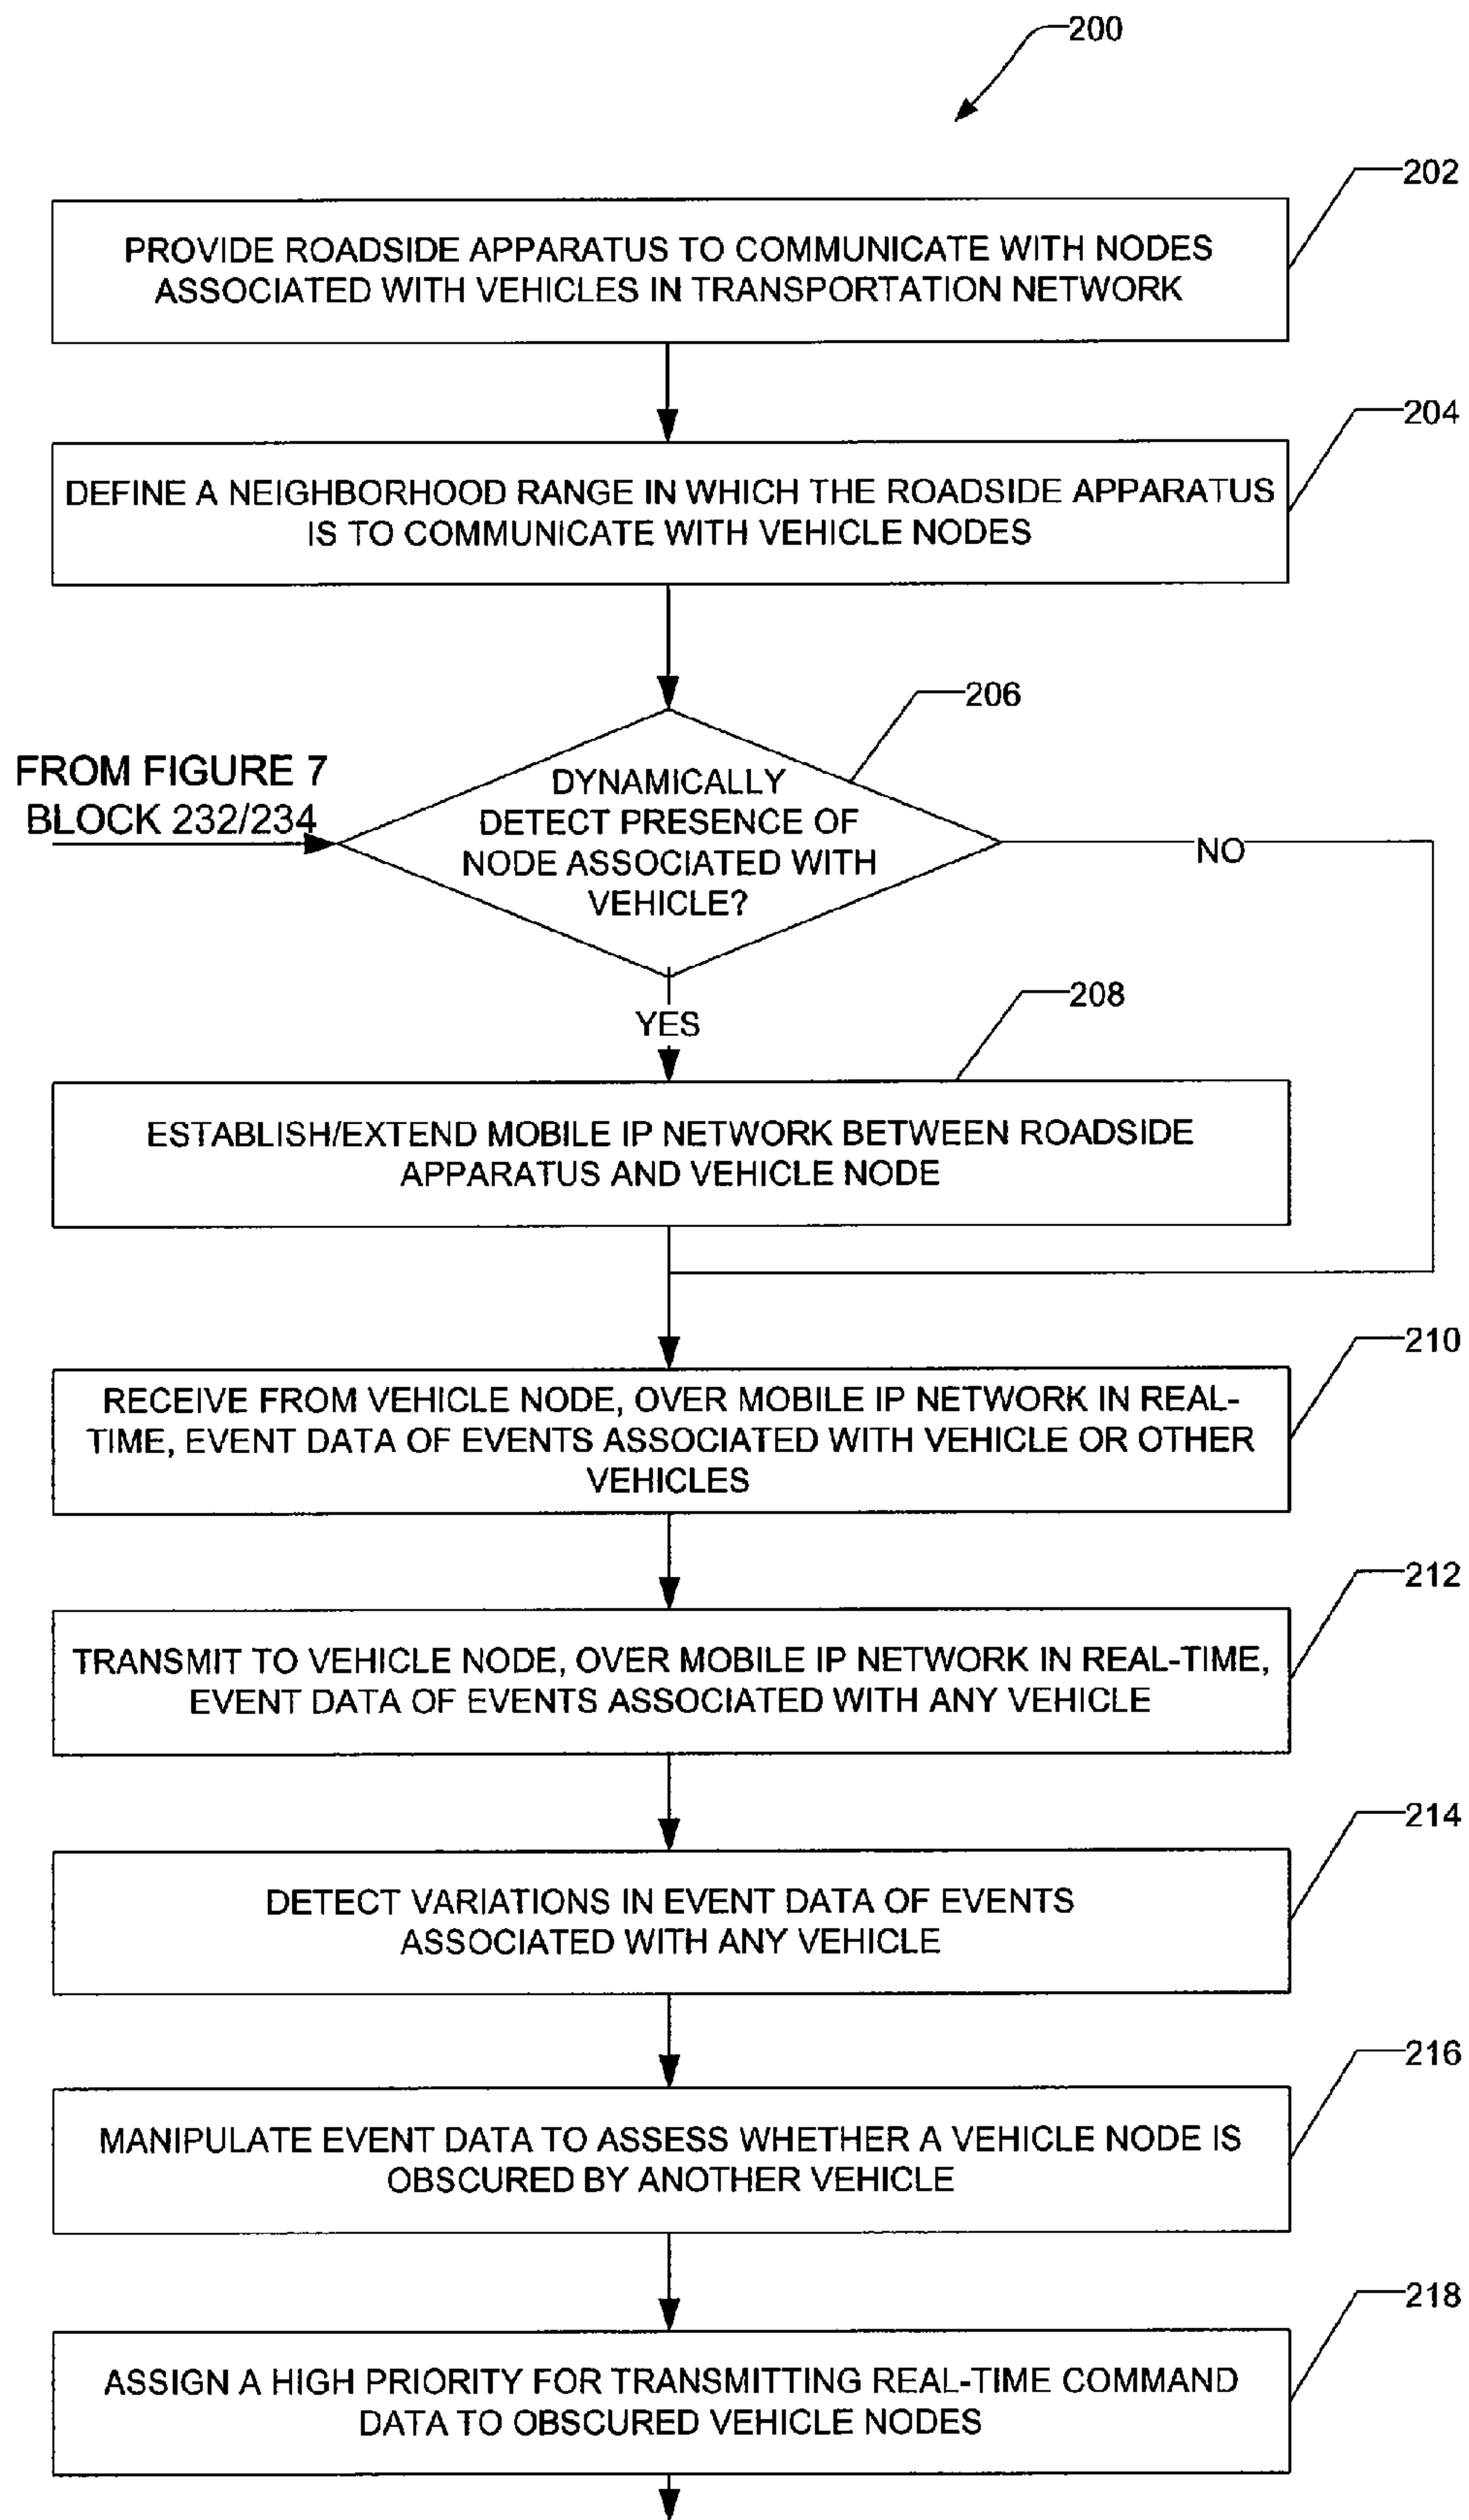 200
202
PROVIDE ROADSIDE APPARATUS TO COMMUNICATE WITH NODES
ASSOCIATED WITH VEHICLES IN TRANSPORTATION NETWORK
204
DEFINE A NEIGHBORHOOD RANGE IN WHICH THE ROADSIDE APPARATUS
IS TO COMMUNICATE WITH VEHICLE NODES
206
FROM FIGURE 7
BLOCK 232/234
DYNAMICALLY
DETECT PRESENCE OF
NODE ASSOCIATED WITH
VEHICLE?
NO
YES
208
ESTABLISH/EXTEND MOBILE IP NETWORK BETWEEN ROADSIDE
APPARATUS AND VEHICLE NODE
210
RECEIVE FROM VEHICLE NODE, OVER MOBILE IP NETWORK IN REAL-
TIME, EVENT DATA OF EVENTS ASSOCIATED WITH VEHICLE OR OTHER
VEHICLES
212
TRANSMIT TO VEHICLE NODE, OVER MOBILE IP NETWORK IN REAL-TIME,
EVENT DATA OF EVENTS ASSOCIATED WITH ANY VEHICLE
214
DETECT VARIATIONS IN EVENT DATA OF EVENTS
ASSOCIATED WITH ANY VEHICLE
216
MANIPULATE EVENT DATA TO ASSESS WHETHER A VEHICLE NODE IS
OBSCURED BY ANOTHER VEHICLE
218
ASSIGN A HIGH PRIORITY FOR TRANSMITTING REAL-TIME COMMAND
DATA TO OBSCURED VEHICLE NODES